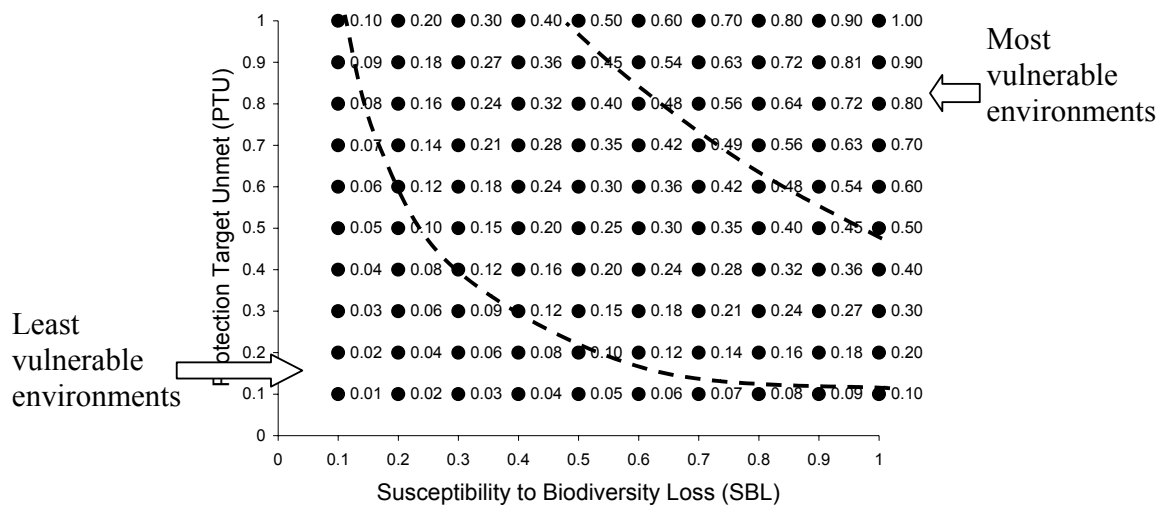 Most
vulnerable
environments
Least
vulnerable
environments
Protection Target Unmet (PTU)
1 0.10 0.20 0.30 0.40 0.50 0.60 0.70 0.80 0.90 1.00
0.9 0.09 0.18 0.27 0.36 0.45 0.54 0.63 0.72 0.81 0.90
0.8 0.08 0.16 0.24 0.32 0.40 0.48 0.56 0.64 0.72 0.80
0.7 0.07 0.14 0.21 0.28 0.35 0.42 0.49 0.56 0.63 0.70
0.6 0.06 0.12 0.18 0.24 0.30 0.36 0.42 0.48 0.54 0.60
0.5 0.05 0.10 0.15 0.20 0.25 0.30 0.35 0.40 0.45 0.50
0.4 0.04 0.08 0.12 0.16 0.20 0.24 0.28 0.32 0.36 0.40
0.3 0.03 0.06 0.09 0.12 0.15 0.18 0.21 0.24 0.27 0.30
0.2 0.02 0.04 0.06 0.08 0.10 0.12 0.14 0.16 0.18 0.20
0.1 0.01 0.02 0.03 0.04 0.05 0.06 0.07 0.08 0.09 0.10
0
0 0.1 0.2 0.3 0.4 0.5 0.6 0.7 0.8 0.9 1
Susceptibility to Biodiversity Loss (SBL)